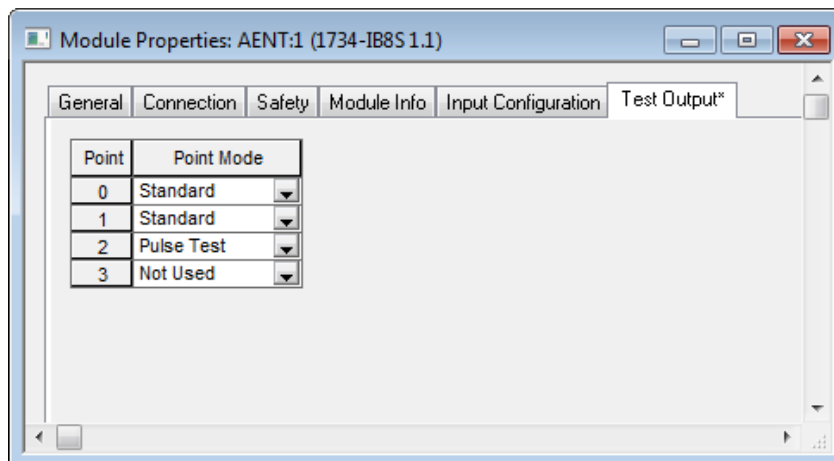 Module Properties: AENT:1 (1734-IB8S 1.1)
General Connection Safety Module Info Input Configuration Test Output*
Point Point Mode
0 Standard
1 Standard
2 Pulse Test
3 Not Used